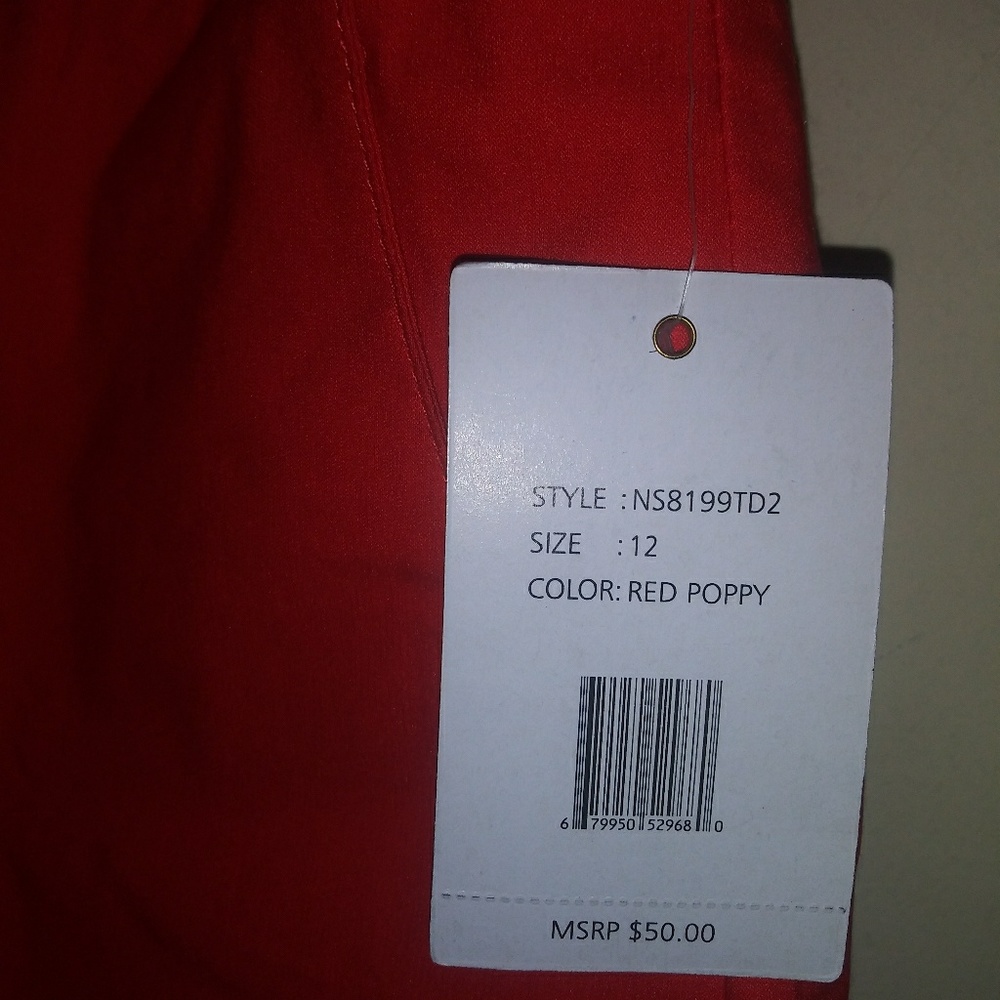 STYLE : NS8199TD2
SIZE : 12
COLOR: RED POPPY
6 79950 52968 0
MSRP $50.00